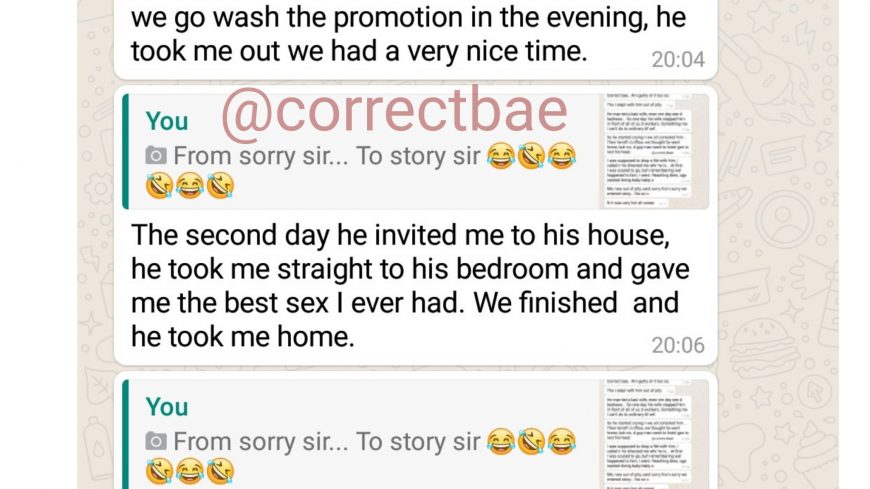 we go wash the promotion in the evening, he
took me out we had a very nice time.
20:04
@correctbae
You
From sorry sir... To story sir 😂🤣😂
🤣😂🤣
The second day he invited me to his house,
he took me straight to his bedroom and gave
me the best sex I ever had. We finished and
he took me home.
20:06
You
From sorry sir... To story sir 😂🤣😂
🤣😂🤣